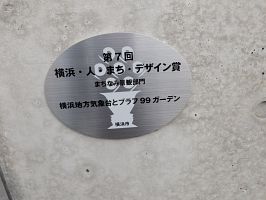 第7回
横浜・人・まち・デザイン賞
まちなみ景観部門
横浜地方気象台とブラフ99ガーデン
横浜市